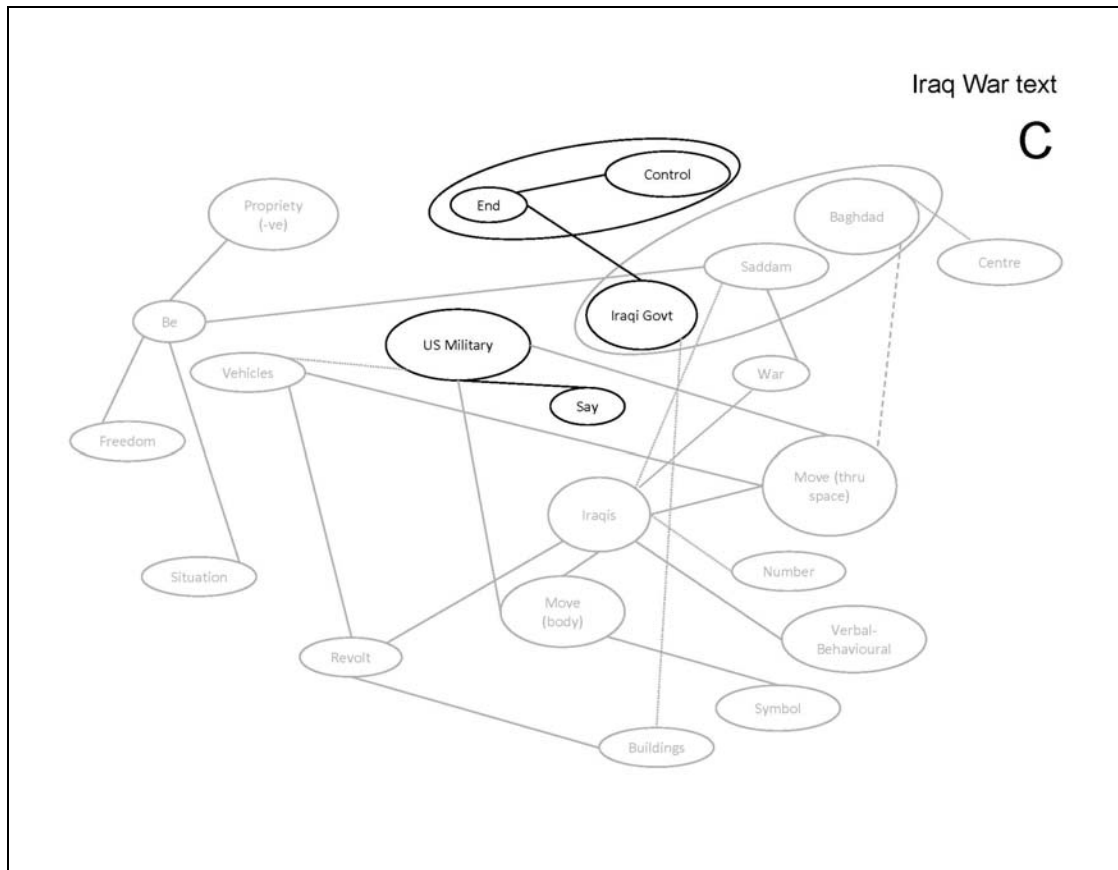 Iraq War text
C
Control
End
Propriety
(-ve)
Baghdad
Saddam
Centre
Be
Iraqi Govt
US Military
Vehicles
War
Say
Freedom
Move (thru
space)
Iraqis
Situation
Number
Move
(body)
Verbal-
Behavioural
Revolt
Symbol
Buildings